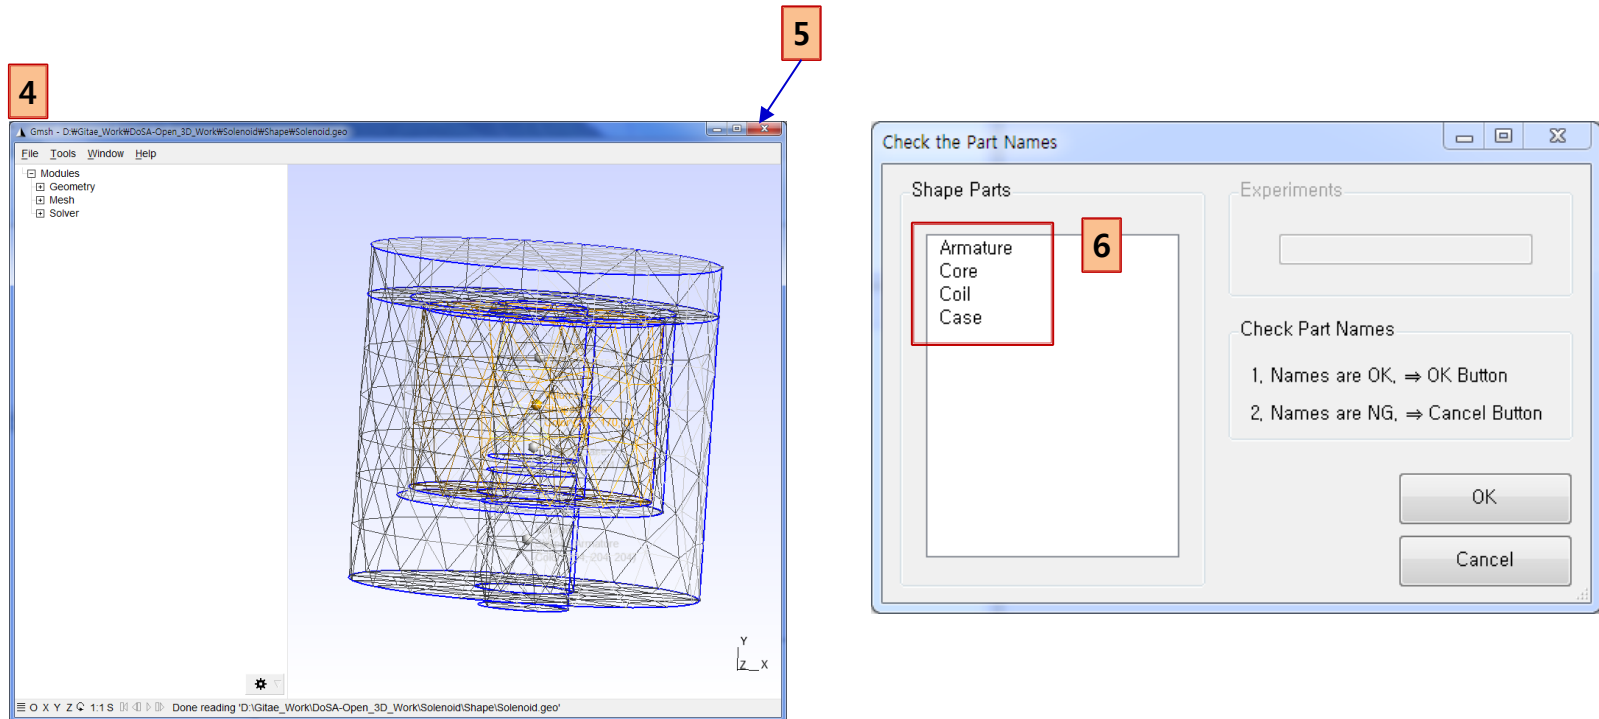 5
4
Gmsh - D:₩Gitae_Work₩DoSA-Open_3D_Work₩Solenoid₩Shape₩Solenoid.geo
File Tools Window Help
Modules
Geometry
Mesh
Solver
Armature
Y
Z X
O X Y Z 1:1 S Done reading 'D:\Gitae_Work\DoSA-Open_3D_Work\Solenoid\Shape\Solenoid.geo'
Check the Part Names
Shape Parts
6
Armature
Core
Coil
Case
Experiments
Check Part Names
1, Names are OK, ⇒ OK Button
2, Names are NG, ⇒ Cancel Button
OK
Cancel